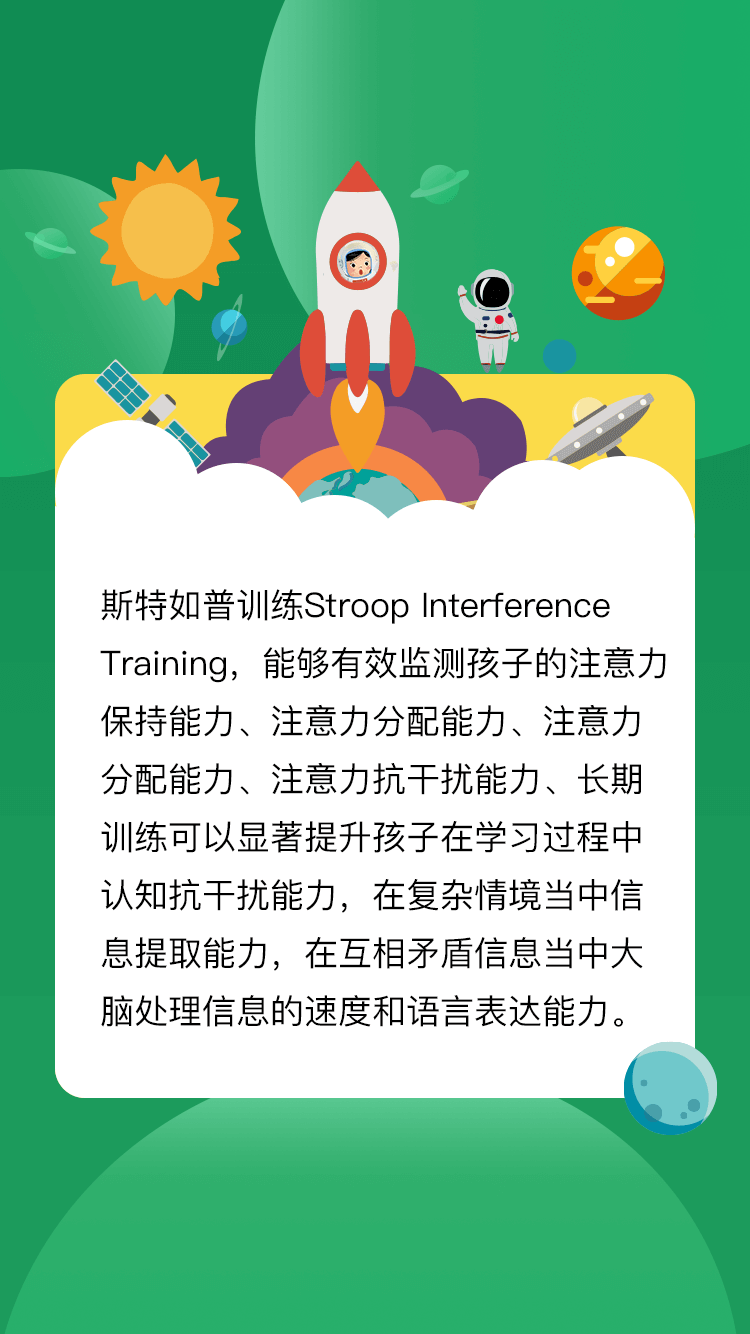 斯特如普训练Stroop Interference
Training，能够有效监测孩子的注意力
保持能力、注意力分配能力、注意力
分配能力、注意力抗干扰能力、长期
训练可以显著提升孩子在学习过程中
认知抗干扰能力，在复杂情境当中信
息提取能力，在互相矛盾信息当中大
脑处理信息的速度和语言表达能力。